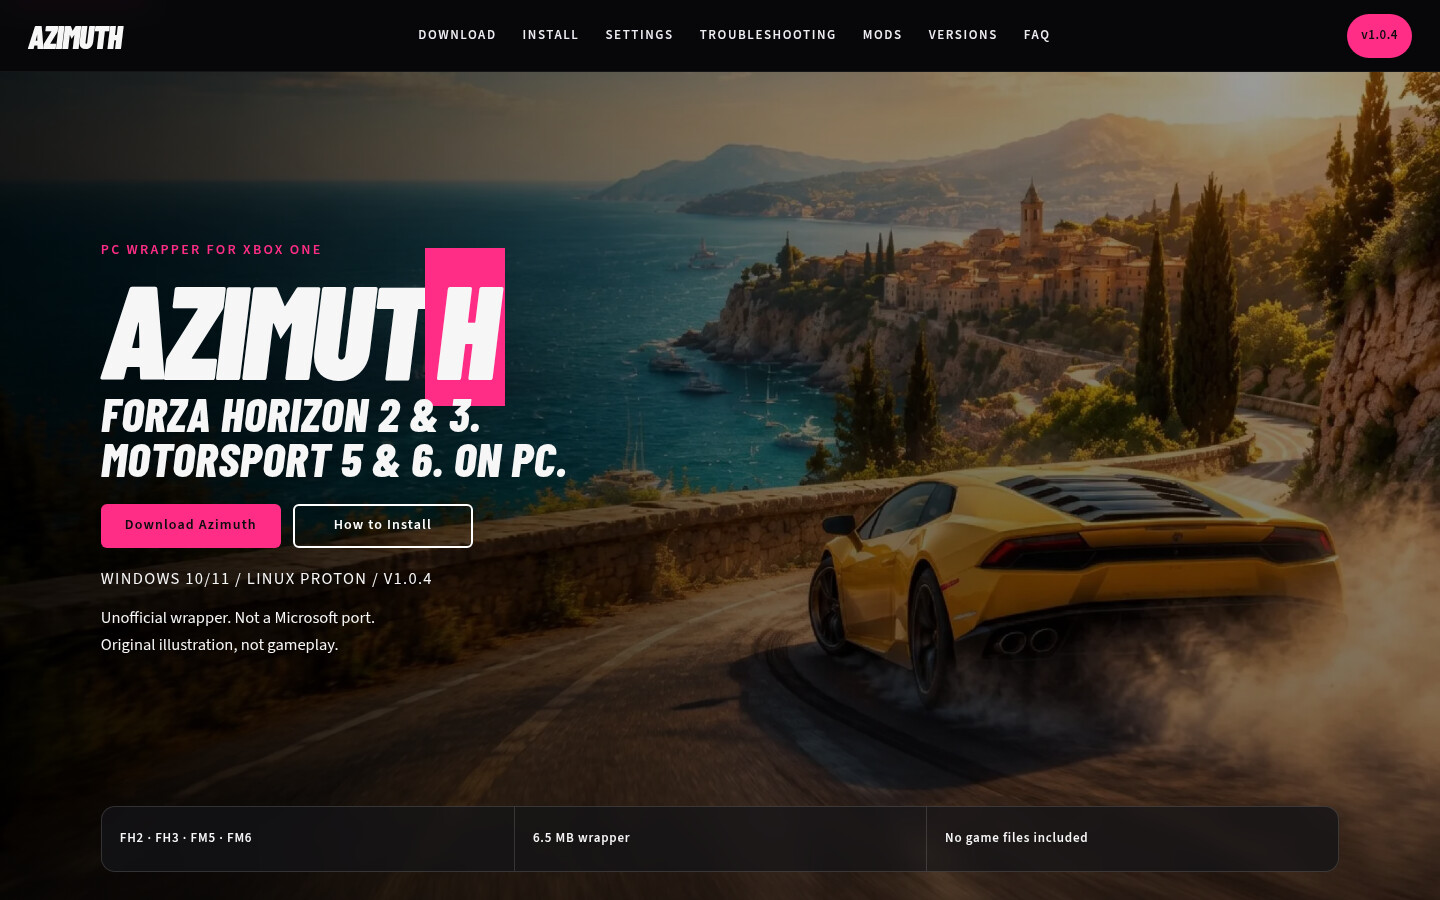 AZIMUTH
DOWNLOAD INSTALL SETTINGS TROUBLESHOOTING MODS VERSIONS FAQ
v1.0.4
PC WRAPPER FOR XBOX ONE
AZIMUTH
FORZA HORIZON 2 & 3.
MOTORSPORT 5 & 6. ON PC.
Download Azimuth
How to Install
WINDOWS 10/11 / LINUX PROTON / V1.0.4
Unofficial wrapper. Not a Microsoft port.
Original illustration, not gameplay.
FH2 · FH3 · FM5 · FM6
6.5 MB wrapper
No game files included